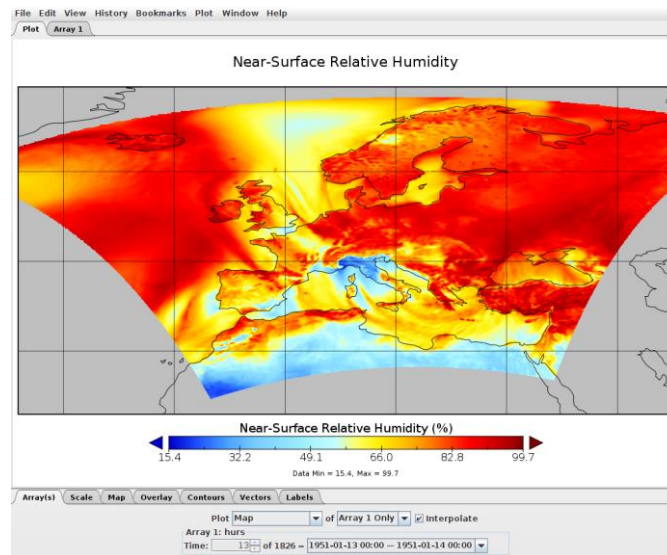 File Edit View History Bookmarks Plot Window Help
Plot Array 1
Near-Surface Relative Humidity
Near-Surface Relative Humidity (%)
15.4 32.2 49.1 66.0 82.8 99.7
Data Min = 15.4, Max = 99.7
Array(s) Scale Map Overlay Contours Vectors Labels
Plot Map of Array 1 Only Interpolate
Array 1: hurs
Time: 13 of 1826 = 1951-01-13 00:00 -- 1951-01-14 00:00